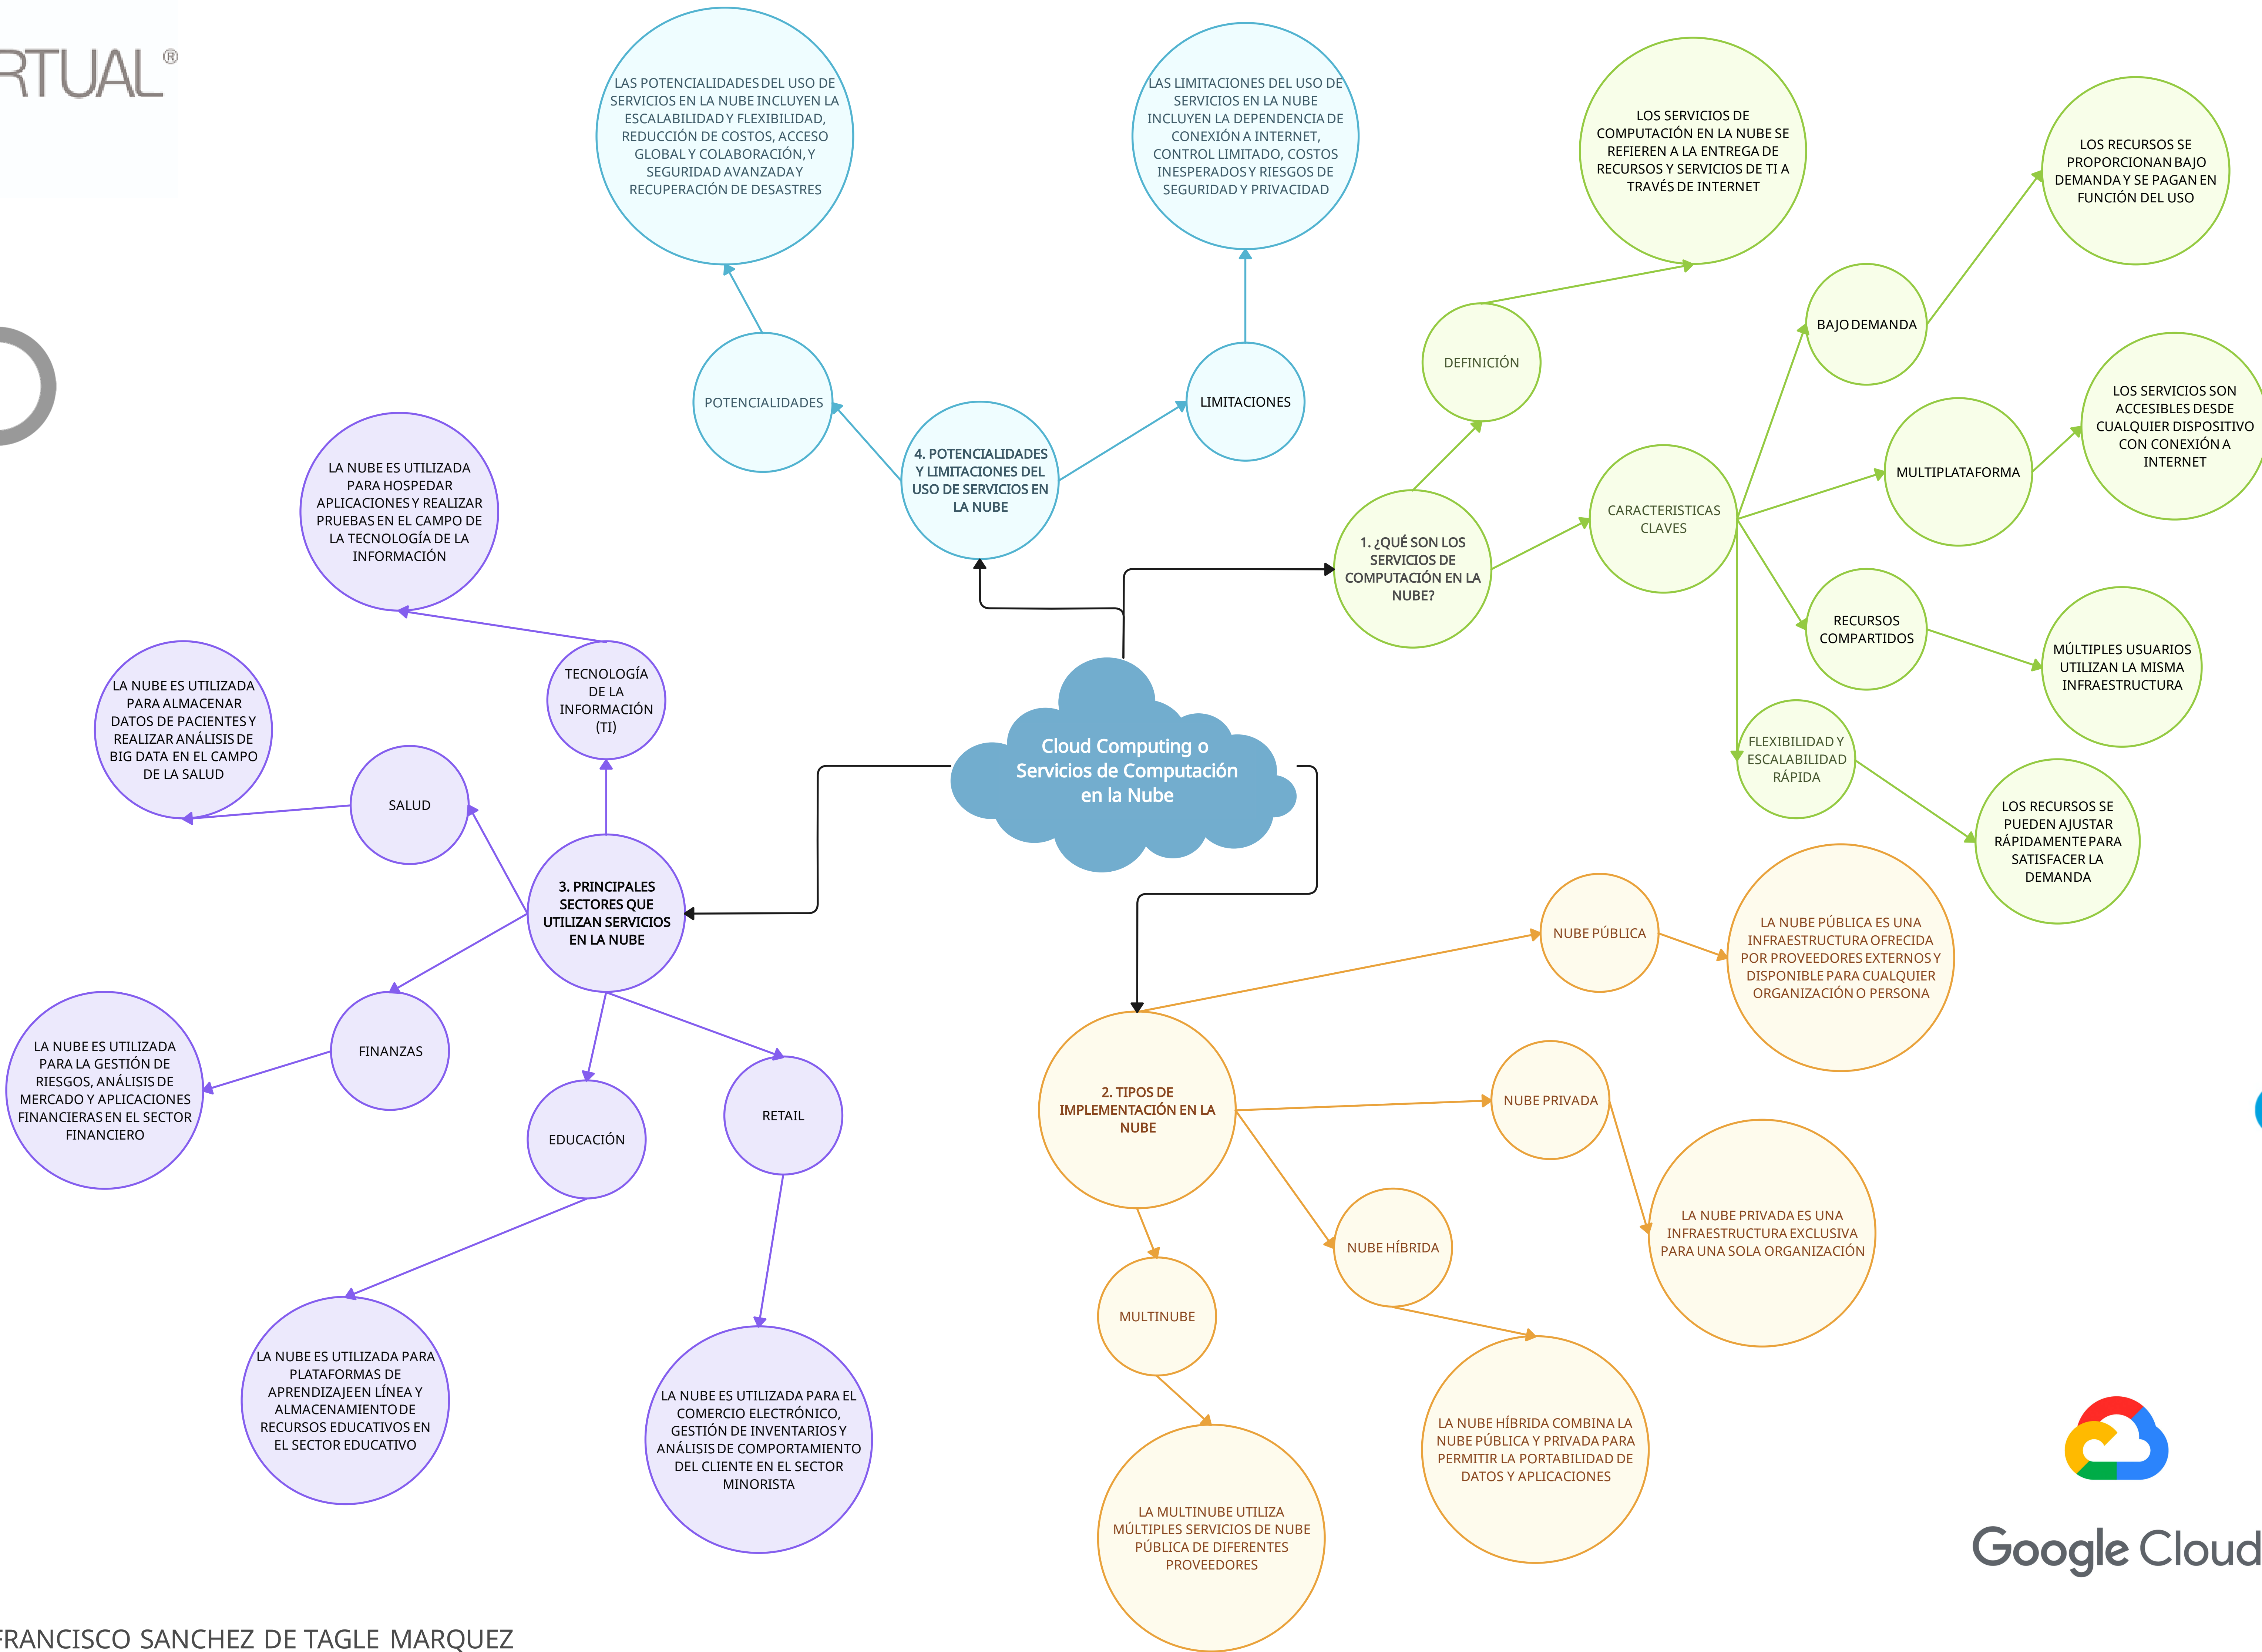 RTUAL®
LAS POTENCIALIDADES DEL USO DE
SERVICIOS EN LA NUBE INCLUYEN LA
ESCALABILIDAD Y FLEXIBILIDAD,
REDUCCIÓN DE COSTOS, ACCESO
GLOBAL Y COLABORACIÓN, Y
SEGURIDAD AVANZADA Y
RECUPERACIÓN DE DESASTRES
LAS LIMITACIONES DEL USO DE
SERVICIOS EN LA NUBE
INCLUYEN LA DEPENDENCIA DE
CONEXIÓN A INTERNET,
CONTROL LIMITADO, COSTOS
INESPERADOS Y RIESGOS DE
SEGURIDAD Y PRIVACIDAD
POTENCIALIDADES
LIMITACIONES
4. POTENCIALIDADES
Y LIMITACIONES DEL
USO DE SERVICIOS EN
LA NUBE
LOS SERVICIOS DE
COMPUTACIÓN EN LA NUBE SE
REFIEREN A LA ENTREGA DE
RECURSOS Y SERVICIOS DE TI A
TRAVÉS DE INTERNET
DEFINICIÓN
1. ¿QUÉ SON LOS
SERVICIOS DE
COMPUTACIÓN EN LA
NUBE?
CARACTERISTICAS
CLAVES
BAJO DEMANDA
LOS RECURSOS SE
PROPORCIONAN BAJO
DEMANDA Y SE PAGAN EN
FUNCIÓN DEL USO
MULTIPLATAFORMA
LOS SERVICIOS SON
ACCESIBLES DESDE
CUALQUIER DISPOSITIVO
CON CONEXIÓN A
INTERNET
RECURSOS
COMPARTIDOS
MÚLTIPLES USUARIOS
UTILIZAN LA MISMA
INFRAESTRUCTURA
FLEXIBILIDAD Y
ESCALABILIDAD
RÁPIDA
LOS RECURSOS SE
PUEDEN AJUSTAR
RÁPIDAMENTE PARA
SATISFACER LA
DEMANDA
Cloud Computing o
Servicios de Computación
en la Nube
LA NUBE ES UTILIZADA
PARA HOSPEDAR
APLICACIONES Y REALIZAR
PRUEBAS EN EL CAMPO DE
LA TECNOLOGÍA DE LA
INFORMACIÓN
TECNOLOGÍA
DE LA
INFORMACIÓN
(TI)
LA NUBE ES UTILIZADA
PARA ALMACENAR
DATOS DE PACIENTES Y
REALIZAR ANÁLISIS DE
BIG DATA EN EL CAMPO
DE LA SALUD
SALUD
3. PRINCIPALES
SECTORES QUE
UTILIZAN SERVICIOS
EN LA NUBE
LA NUBE ES UTILIZADA
PARA LA GESTIÓN DE
RIESGOS, ANÁLISIS DE
MERCADO Y APLICACIONES
FINANCIERAS EN EL SECTOR
FINANCIERO
FINANZAS
EDUCACIÓN
RETAIL
LA NUBE ES UTILIZADA PARA
PLATAFORMAS DE
APRENDIZAJE EN LÍNEA Y
ALMACENAMIENTO DE
RECURSOS EDUCATIVOS EN
EL SECTOR EDUCATIVO
LA NUBE ES UTILIZADA PARA EL
COMERCIO ELECTRÓNICO,
GESTIÓN DE INVENTARIOS Y
ANÁLISIS DE COMPORTAMIENTO
DEL CLIENTE EN EL SECTOR
MINORISTA
2. TIPOS DE
IMPLEMENTACIÓN EN LA
NUBE
NUBE PÚBLICA
LA NUBE PÚBLICA ES UNA
INFRAESTRUCTURA OFRECIDA
POR PROVEEDORES EXTERNOS Y
DISPONIBLE PARA CUALQUIER
ORGANIZACIÓN O PERSONA
NUBE PRIVADA
LA NUBE PRIVADA ES UNA
INFRAESTRUCTURA EXCLUSIVA
PARA UNA SOLA ORGANIZACIÓN
NUBE HÍBRIDA
LA NUBE HÍBRIDA COMBINA LA
NUBE PÚBLICA Y PRIVADA PARA
PERMITIR LA PORTABILIDAD DE
DATOS Y APLICACIONES
MULTINUBE
LA MULTINUBE UTILIZA
MÚLTIPLES SERVICIOS DE NUBE
PÚBLICA DE DIFERENTES
PROVEEDORES
Google Cloud
FRANCISCO SANCHEZ DE TAGLE MARQUEZ